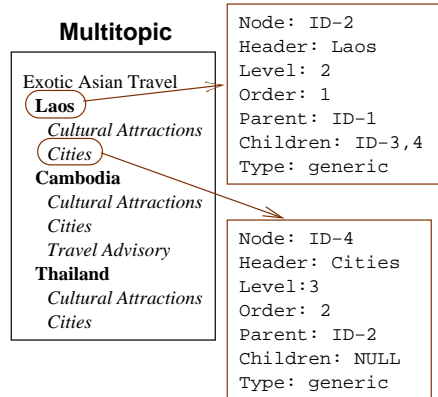 Multitopic
Exotic Asian Travel
Laos
Cultural Attractions
Cities
Cambodia
Cultural Attractions
Cities
Travel Advisory
Thailand
Cultural Attractions
Cities
Node: ID-2
Header: Laos
Level: 2
Order: 1
Parent: ID-1
Children: ID-3,4
Type: generic
Node: ID-4
Header: Cities
Level:3
Order: 2
Parent: ID-2
Children: NULL
Type: generic